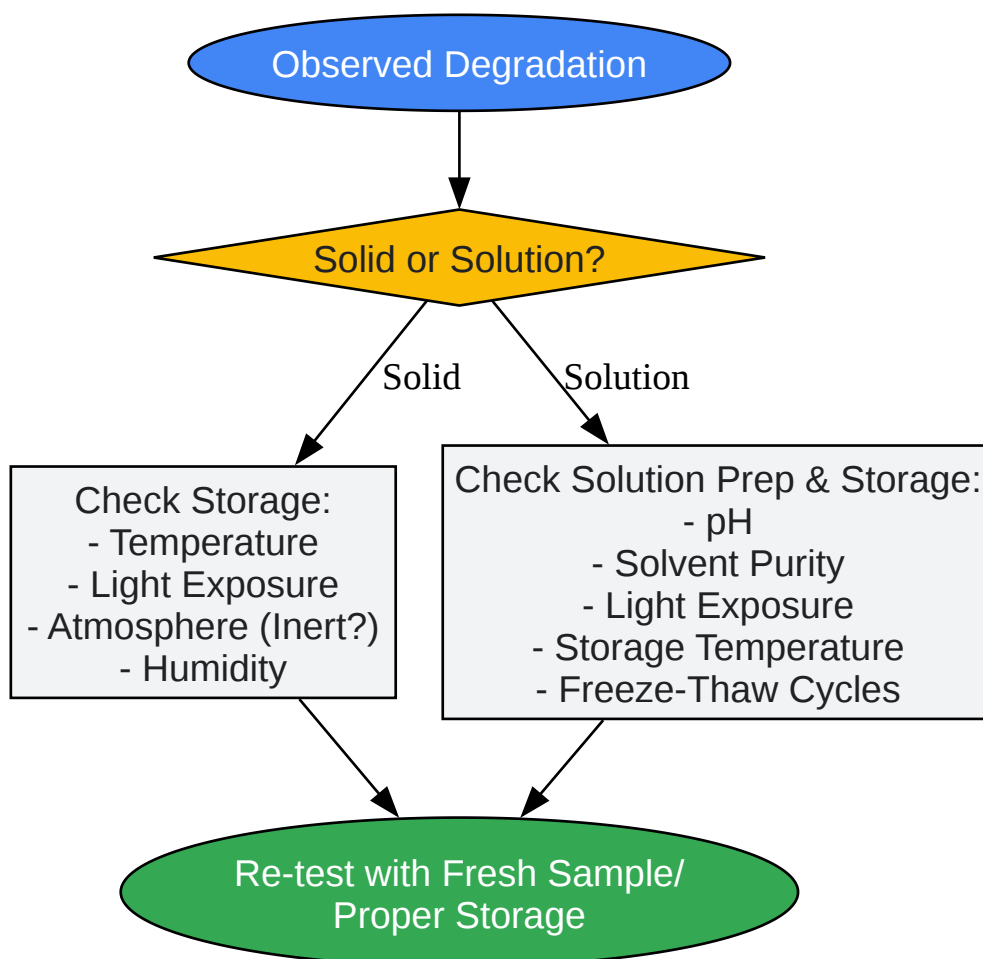 Observed Degradation
Solid or Solution?
Solid
Solution
Check Storage:
- Temperature
- Light Exposure
- Atmosphere (Inert?)
- Humidity
Check Solution Prep & Storage:
- pH
- Solvent Purity
- Light Exposure
- Storage Temperature
- Freeze-Thaw Cycles
Re-test with Fresh Sample/
Proper Storage